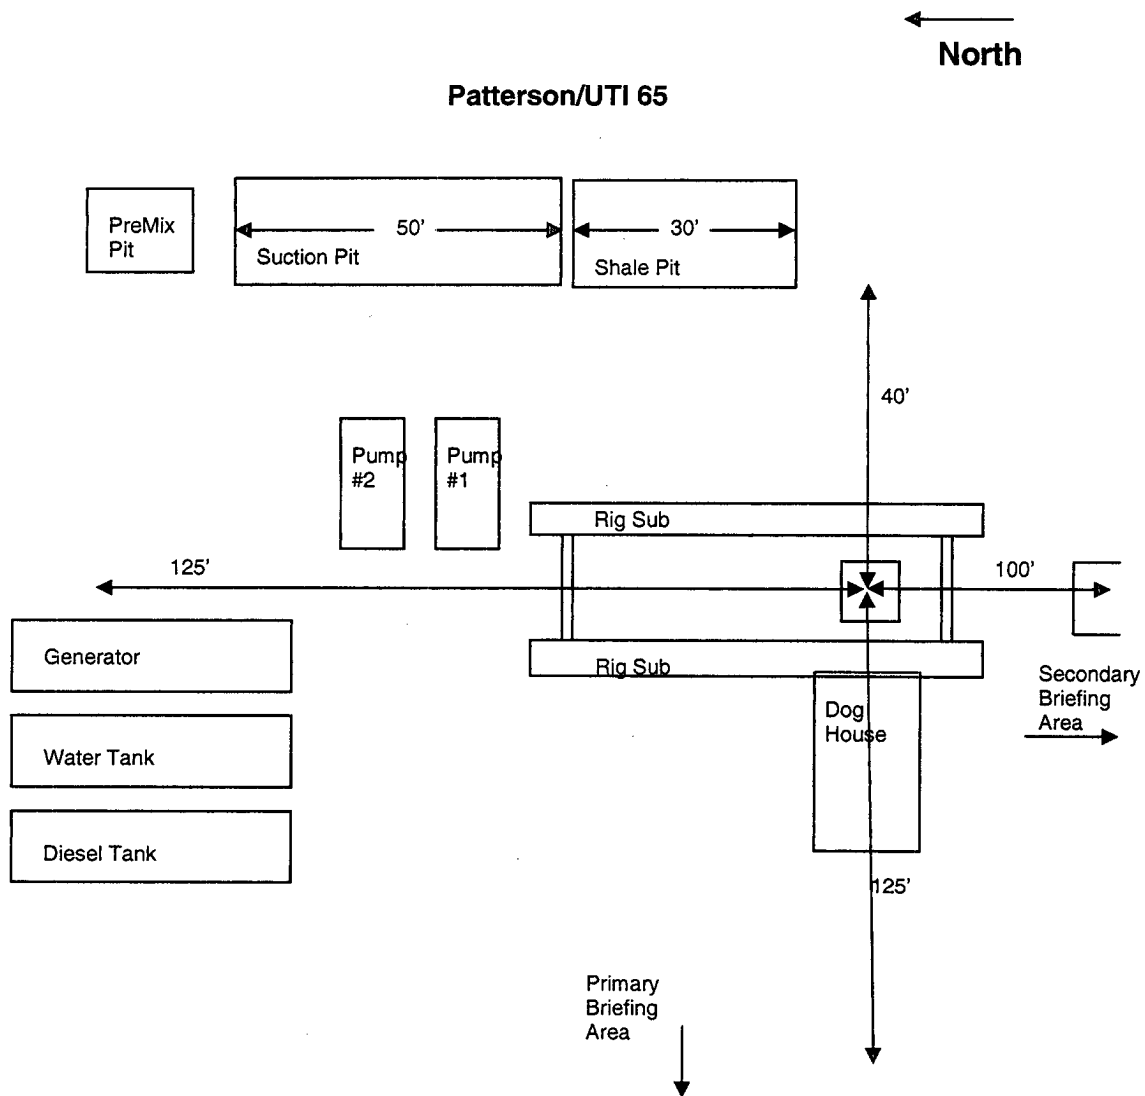 North
Patterson/UTI 65
PreMix
Pit
50'
Suction Pit
30'
Shale Pit
40'
Pump
#2
Pump
#1
Rig Sub
125'
100'
Generator
Rig Sub
Secondary
Briefing
Area
Dog
House
Water Tank
Diesel Tank
125'
Primary
Briefing
Area